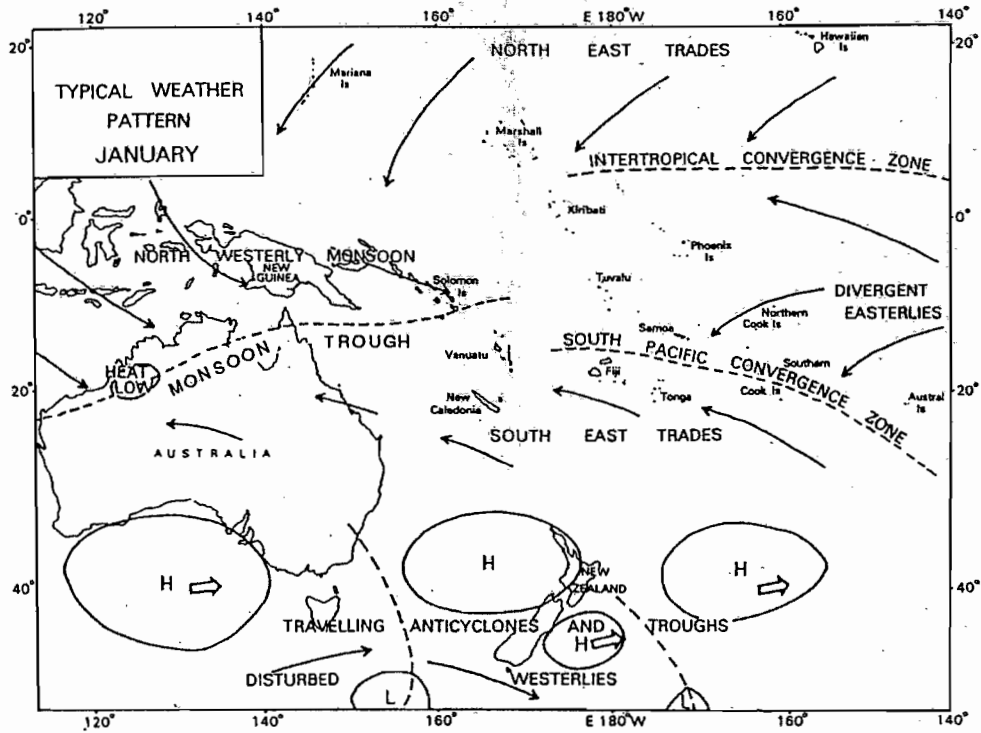 120° 140° 160° E 180° W 160° 140°
20° 20°
TYPICAL WEATHER
PATTERN
JANUARY
NORTH EAST TRADES
Hawaiian
Is
Mariana
Is
Marshall
Is
INTERTROPICAL CONVERGENCE ZONE
0° 0°
Kiribati
Phoenix
Is
NORTH WESTERLY MONSOON
NEW
GUINEA
Solomon
Is
Tuvalu
DIVERGENT
EASTERLIES
Northern
Cook Is
Samoa
MONSOON TROUGH
Vanuatu
SOUTH PACIFIC CONVERGENCE ZONE
HEAT
LOW
Fiji
Southern
Cook Is
20° 20°
New
Caledonia
Tonga
Austral
Is
SOUTH EAST TRADES
AUSTRALIA
H H H
40° 40°
NEW
ZEALAND
TRAVELLING ANTICYCLONES AND TROUGHS
H
DISTURBED WESTERLIES
L L
120° 140° 160° E 180° W 160° 140°